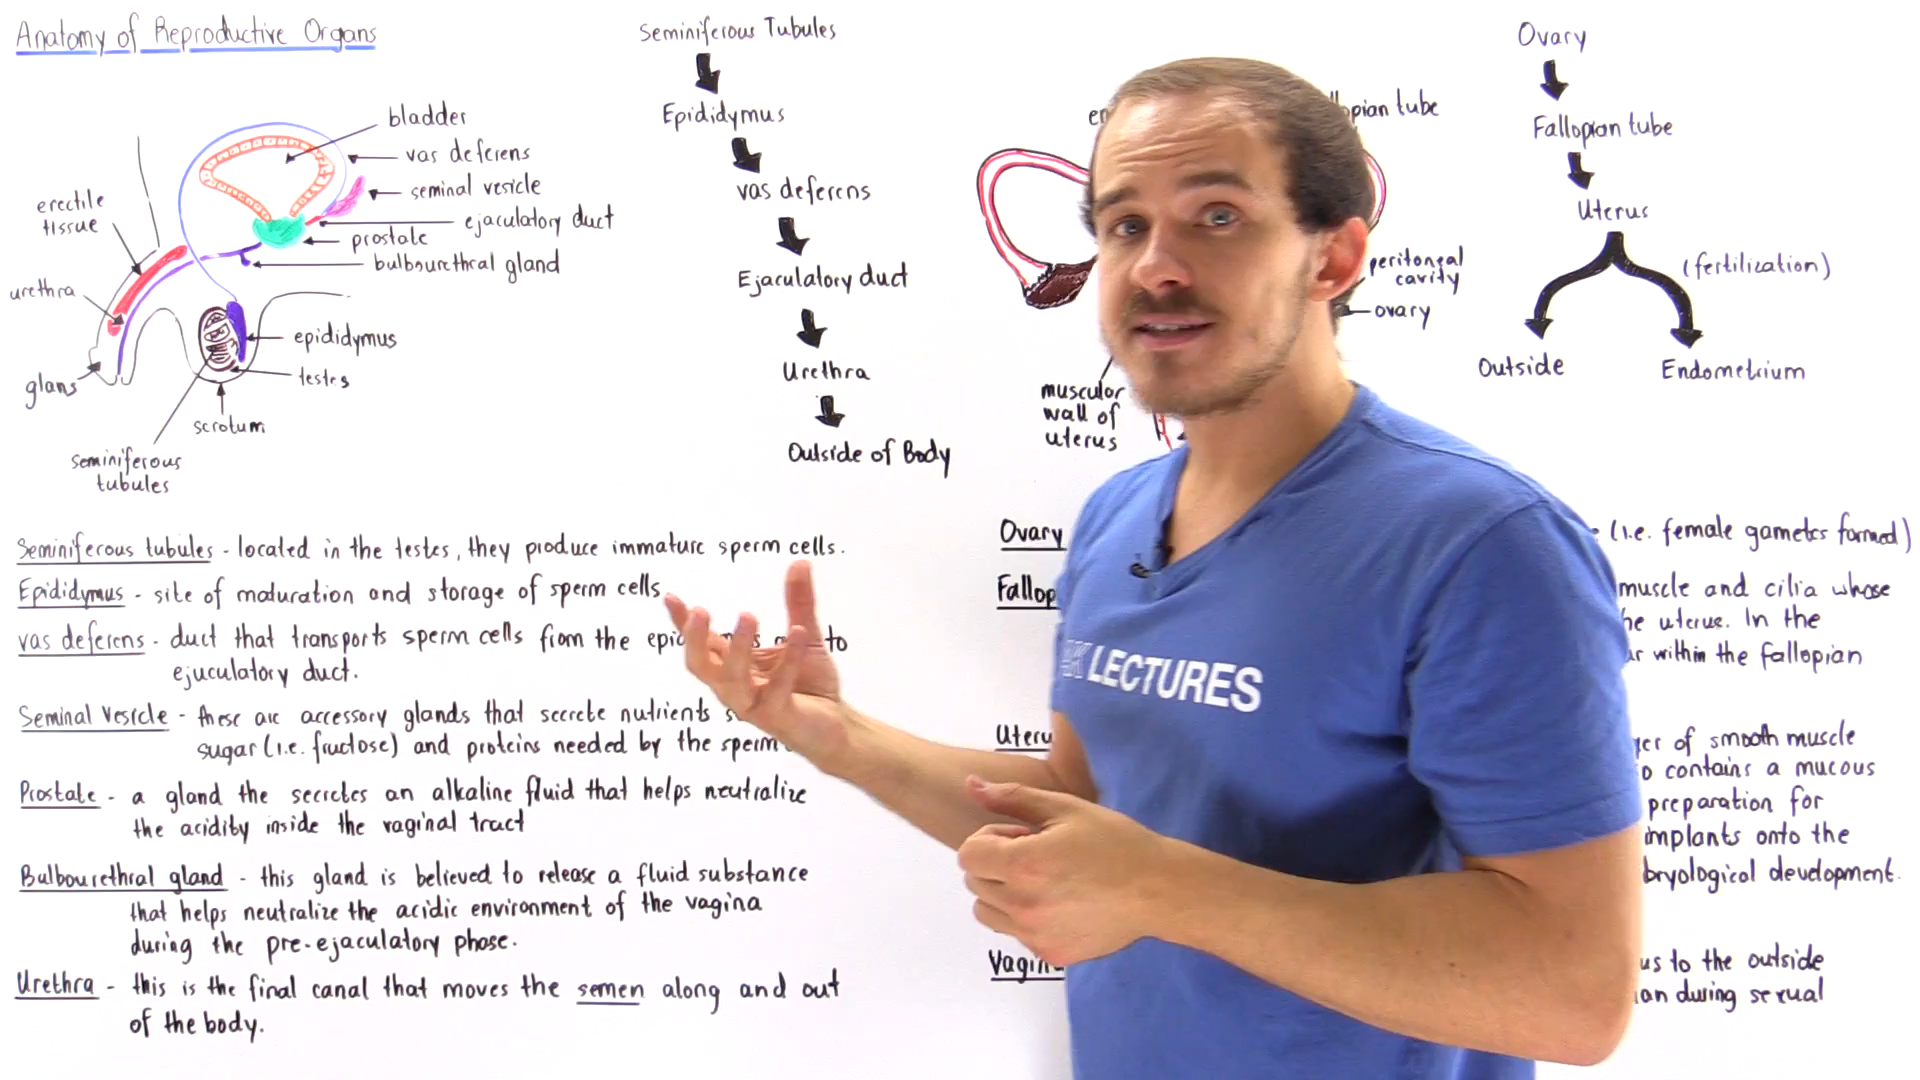 Anatomy of Reproductive Organs
bladder
vas deferens
seminal vesicle
ejaculatory duct
prostate
bulbourethral gland
erectile
tissue
urethra
glans
epididymus
testes
scrotum
seminiferous
tubules
Seminiferous Tubules
Epididymus
vas deferens
Ejaculatory duct
Urethra
Outside of Body
tube
peritoneal
cavity
ovary
muscular
wall of
uterus
Ovary
Fallopian tube
Uterus
(fertilization)
Outside
Endometrium
Seminiferous tubules - located in the testes, they produce immature sperm cells.
Epididymus - site of maturation and storage of sperm cells
vas deferens - duct that transports sperm cells from the to
ejuculatory duct.
Seminal vesicle - these are accessory glands that secrete nutrients
sugar (i.e. fructose) and proteins needed by the sperm
Prostate - a gland the secretes an alkaline fluid that helps neutralize
the acidity inside the vaginal tract
Bulbourethral gland - this gland is believed to release a fluid substance
that helps neutralize the acidic environment of the vagina
during the pre-ejaculatory phase.
Urethra - this is the final canal that moves the semen along and out
of the body.
Ovary (i.e. female gametes formed)
muscle and cilia whose
uterus. In the
within the fallopian
of smooth muscle
contains a mucous
preparation for
implants onto the
development.
to the outside
during sexual
LECTURES